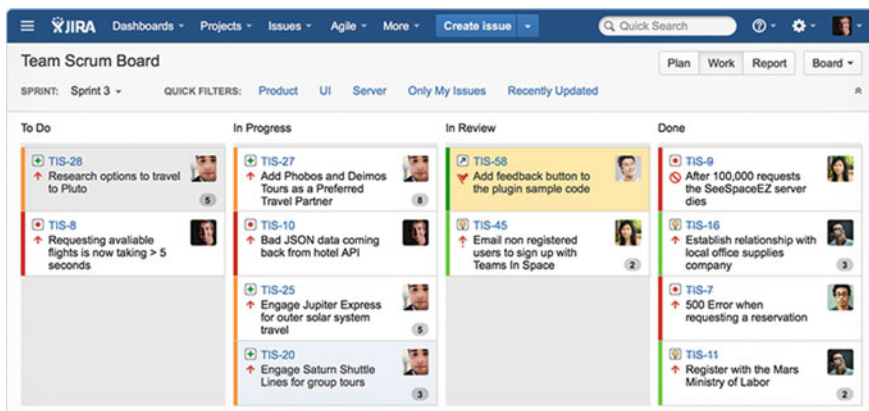 JIRA Dashboards Projects Issues Agile More Create issue Quick Search
Team Scrum Board Plan Work Report Board
SPRINT: Sprint 3 QUICK FILTERS: Product UI Server Only My Issues Recently Updated
To Do
TIS-28
Research options to travel
to Pluto
5
TIS-8
Requesting avaliable
flights is now taking > 5
seconds
In Progress
TIS-27
Add Phobos and Deimos
Tours as a Preferred
Travel Partner
8
TIS-10
Bad JSON data coming
back from hotel API
TIS-25
Engage Jupiter Express
for outer solar system
travel
5
TIS-20
Engage Saturn Shuttle
Lines for group tours
3
In Review
TIS-58
Add feedback button to
the plugin sample code
TIS-45
Email non registered
users to sign up with
Teams In Space
2
Done
TIS-9
After 100,000 requests
the SeeSpaceEZ server
dies
TIS-16
Establish relationship with
local office supplies
company
3
TIS-7
500 Error when
requesting a reservation
TIS-11
Register with the Mars
Ministry of Labor
2